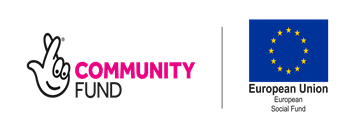 COMMUNITY
FUND
European Union
European
Social Fund